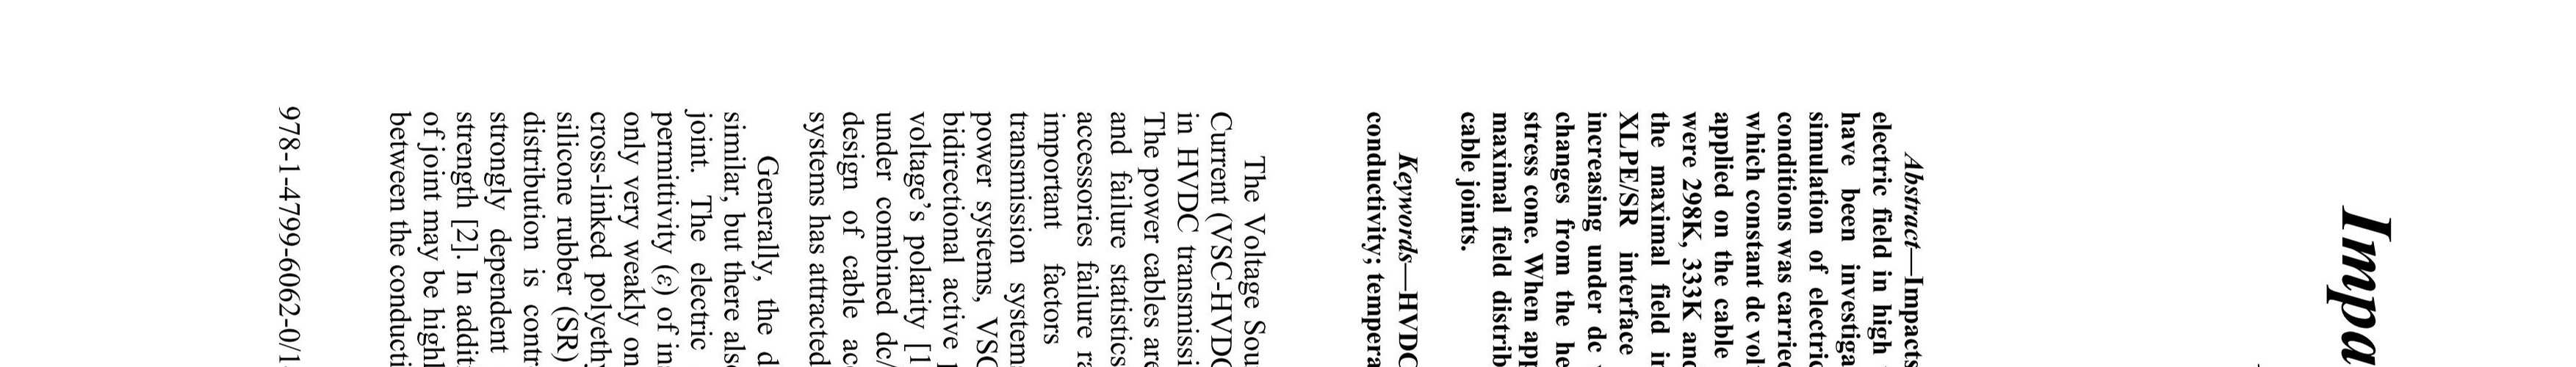 Impa
Abstract—Impacts
electric field in high
have been investiga
simulation of electric
conditions was carried
which constant dc vol
applied on the cable
were 298K, 333K and
the maximal field in
XLPE/SR interface
increasing under dc
changes from the he
stress cone. When app
maximal field distrib
cable joints.
Keywords—HVDC
conductivity; tempera
The Voltage Sou
Current (VSC-HVDC
in HVDC transmissi
The power cables are
and failure statistics
accessories failure ra
important factors
transmission system
power systems, VSC
bidirectional active
voltage's polarity [1
under combined dc/
design of cable ac
systems has attracted
Generally, the d
similar, but there also
joint. The electric
permittivity (ε) of in
only very weakly on
cross-linked polyethy
silicone rubber (SR)
distribution is contr
strongly dependent
strength [2]. In addit
of joint may be highl
between the conducti
978-1-4799-6062-0/1